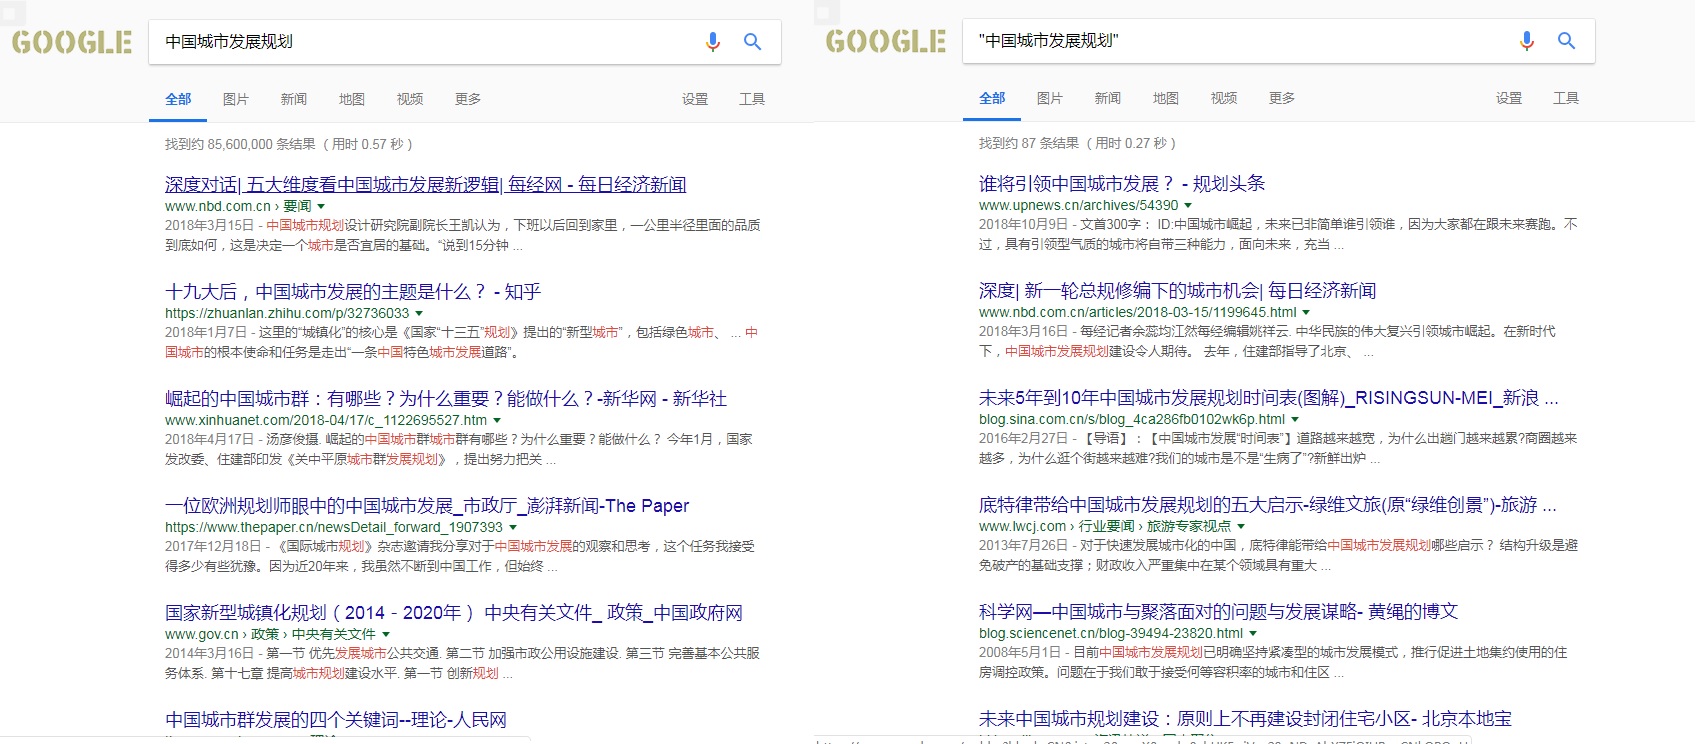 GOOGLE
中国城市发展规划
全部 图片 新闻 地图 视频 更多 设置 工具
找到约 85,600,000 条结果 （用时 0.57 秒）
深度对话| 五大维度看中国城市发展新逻辑| 每经网 - 每日经济新闻
www.nbd.com.cn › 要闻
2018年3月15日 - 中国城市规划设计研究院副院长王凯认为，下班以后回到家里，一公里半径里面的品质
到底如何，这是决定一个城市是否宜居的基础。“说到15分钟 ...
十九大后，中国城市发展的主题是什么？ - 知乎
https://zhuanlan.zhihu.com/p/32736033
2018年1月7日 - 这里的“城镇化”的核心是《国家“十三五”规划》提出的“新型城市”，包括绿色城市、 ... 中
国城市的根本使命和任务是走出“一条中国特色城市发展道路”。
崛起的中国城市群：有哪些？为什么重要？能做什么？-新华网 - 新华社
www.xinhuanet.com/2018-04/17/c_1122695527.htm
2018年4月17日 - 汤彦俊摄. 崛起的中国城市群城市群有哪些？为什么重要？能做什么？ 今年1月，国家
发改委、住建部印发《关中平原城市群发展规划》，提出努力把关 ...
一位欧洲规划师眼中的中国城市发展_市政厅_澎湃新闻-The Paper
https://www.thepaper.cn/newsDetail_forward_1907393
2017年12月18日 - 《国际城市规划》杂志邀请我分享对于中国城市发展的观察和思考，这个任务我接受
得多少有些犹豫。因为近20年来，我虽然不断到中国工作，但始终 ...
国家新型城镇化规划（2014－2020年） 中央有关文件_ 政策_中国政府网
www.gov.cn › 政策 › 中央有关文件
2014年3月16日 - 第一节 优先发展城市公共交通. 第二节 加强市政公用设施建设. 第三节 完善基本公共服
务体系. 第十七章 提高城市规划建设水平. 第一节 创新规划 ...
中国城市群发展的四个关键词--理论-人民网
GOOGLE
"中国城市发展规划"
全部 图片 新闻 地图 视频 更多 设置 工具
找到约 87 条结果 （用时 0.27 秒）
谁将引领中国城市发展？ - 规划头条
www.upnews.cn/archives/54390
2018年10月9日 - 文首300字： ID:中国城市崛起，未来已非简单谁引领谁，因为大家都在跟未来赛跑。不
过，具有引领型气质的城市将自带三种能力，面向未来，充当 ...
深度| 新一轮总规修编下的城市机会| 每日经济新闻
www.nbd.com.cn/articles/2018-03-15/1199645.html
2018年3月16日 - 每经记者余蕊均江然每经编辑姚祥云. 中华民族的伟大复兴引领城市崛起。在新时代
下，中国城市发展规划建设令人期待。 去年，住建部指导了北京、 ...
未来5年到10年中国城市发展规划时间表(图解)_RISINGSUN-MEI_新浪 ...
blog.sina.com.cn/s/blog_4ca286fb0102wk6p.html
2016年2月27日 - 【导语】：【中国城市发展“时间表”】道路越来越宽，为什么出趟门越来越累?商圈越来
越多，为什么逛个街越来越难?我们的城市是不是“生病了”?新鲜出炉 ...
底特律带给中国城市发展规划的五大启示-绿维文旅(原“绿维创景”)-旅游 ...
www.lwcj.com › 行业要闻 › 旅游专家视点
2013年7月26日 - 对于快速发展城市化的中国，底特律能带给中国城市发展规划哪些启示？ 结构升级是避
免破产的基础支撑；财政收入严重集中在某个领域具有重大 ...
科学网—中国城市与聚落面对的问题与发展谋略- 黄绳的博文
blog.sciencenet.cn/blog-39494-23820.html
2008年5月1日 - 目前中国城市发展规划已明确坚持紧凑型的城市发展模式，推行促进土地集约使用的住
房调控政策。问题在于我们敢于接受何等容积率的城市和住区 ...
未来中国城市规划建设：原则上不再建设封闭住宅小区- 北京本地宝